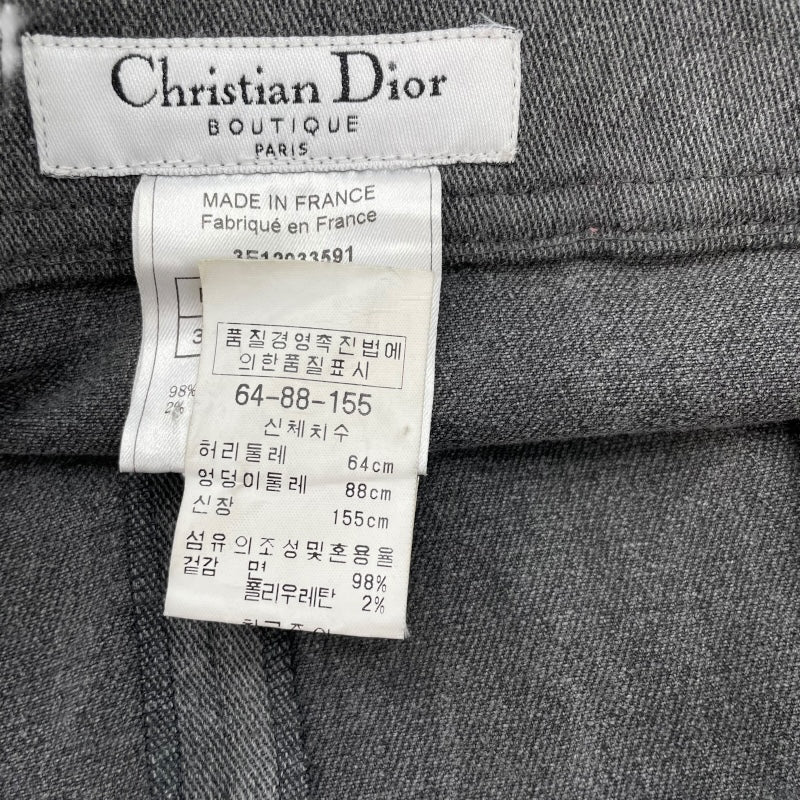 Christian Dior
BOUTIQUE
PARIS
MADE IN FRANCE
Fabriqué en France
3E12033591
98%
2%
품질경영촉진법에
의한품질표시
64-88-155
신체치수
허리둘레 64cm
엉덩이둘레 88cm
신장 155cm
섬유의조성및혼용율
겉감 면 98%
폴리우레탄 2%